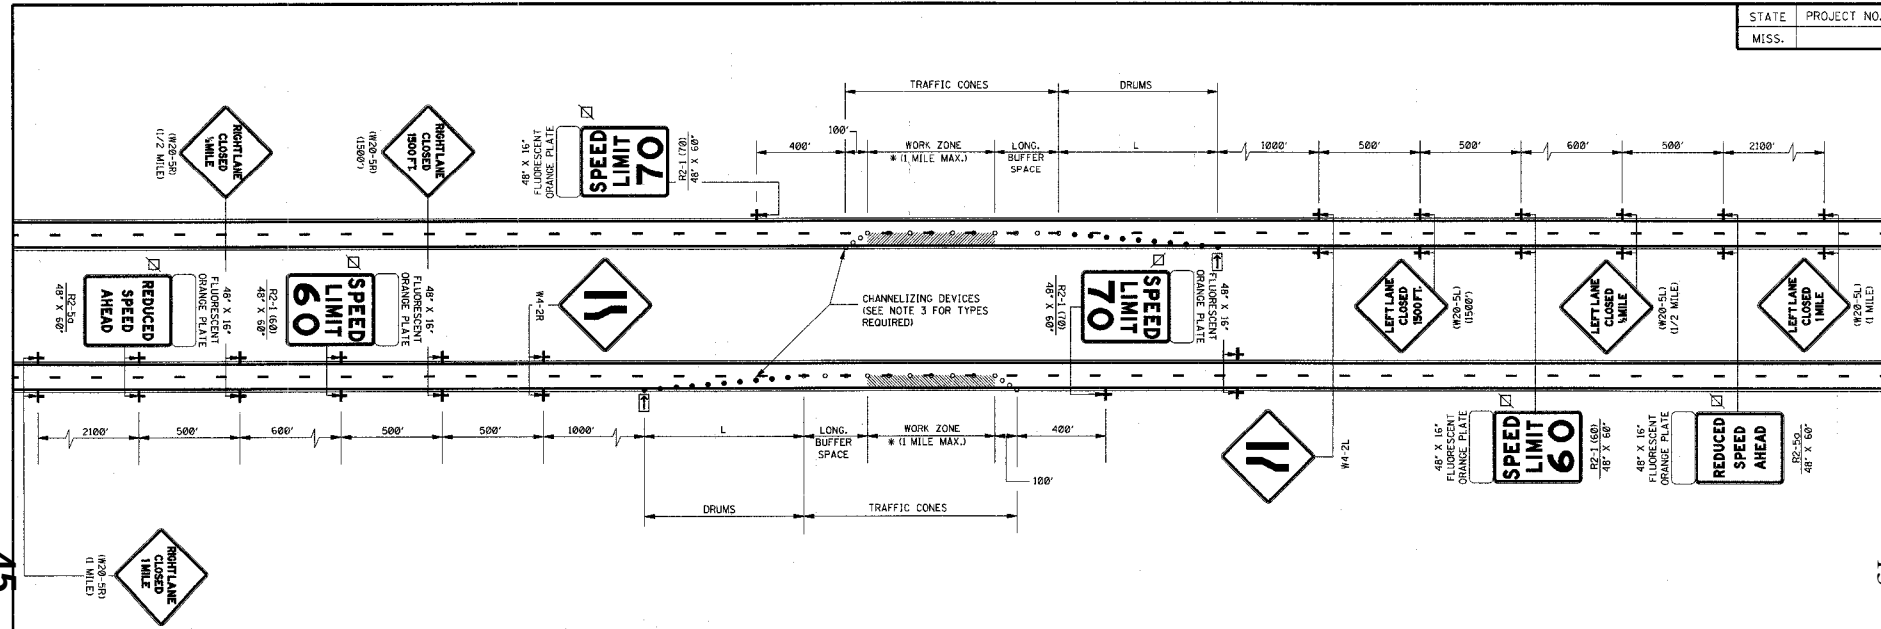 STATE PROJECT NO.
MISS.
TRAFFIC CONES
DRUMS
400'
100'
WORK ZONE
* (1 MILE MAX.)
LONG.
BUFFER
SPACE
L
1000'
500'
500'
600'
500'
2100'
RIGHT LANE
CLOSED
½ MILE
(W20-5R)
(1/2 MILE)
RIGHT LANE
CLOSED
1500 FT.
(W20-5R)
(1500')
48" X 16"
FLUORESCENT
ORANGE PLATE
SPEED
LIMIT
70
R2-1 (70)
48" X 60"
REDUCED
SPEED
AHEAD
R2-5a
48" X 60"
48" X 16"
FLUORESCENT
ORANGE PLATE
SPEED
LIMIT
60
R2-1 (60)
48" X 60"
48" X 16"
FLUORESCENT
ORANGE PLATE
W4-2R
CHANNELIZING DEVICES
(SEE NOTE 3 FOR TYPES
REQUIRED)
SPEED
LIMIT
70
R2-1 (70)
48" X 60"
48" X 16"
FLUORESCENT
ORANGE PLATE
LEFT LANE
CLOSED
1500 FT.
(W20-5L)
(1500')
LEFT LANE
CLOSED
½ MILE
(W20-5L)
(1/2 MILE)
LEFT LANE
CLOSED
1 MILE
(W20-5L)
(1 MILE)
2100'
500'
600'
500'
500'
1000'
L
LONG.
BUFFER
SPACE
WORK ZONE
* (1 MILE MAX.)
400'
100'
DRUMS
TRAFFIC CONES
W4-2L
48" X 16"
FLUORESCENT
ORANGE PLATE
SPEED
LIMIT
60
R2-1 (60)
48" X 60"
48" X 16"
FLUORESCENT
ORANGE PLATE
REDUCED
SPEED
AHEAD
R2-5a
48" X 60"
RIGHT LANE
CLOSED
1 MILE
(W20-5R)
(1 MILE)